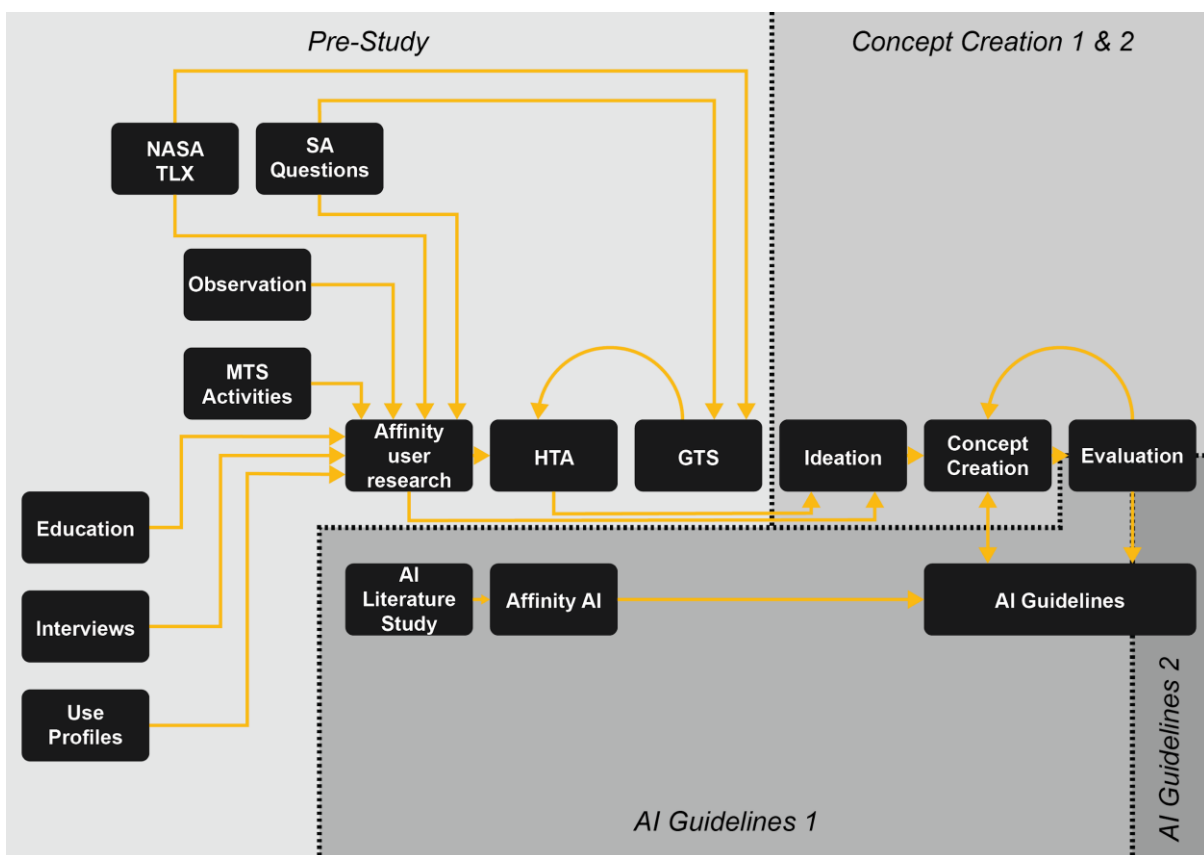 Pre-Study
Concept Creation 1 & 2
NASA
TLX
SA
Questions
Observation
MTS
Activities
Affinity
user
research
HTA
GTS
Ideation
Concept
Creation
Evaluation
Education
Interviews
Use
Profiles
AI
Literature
Study
Affinity AI
AI Guidelines
AI Guidelines 1
AI Guidelines 2